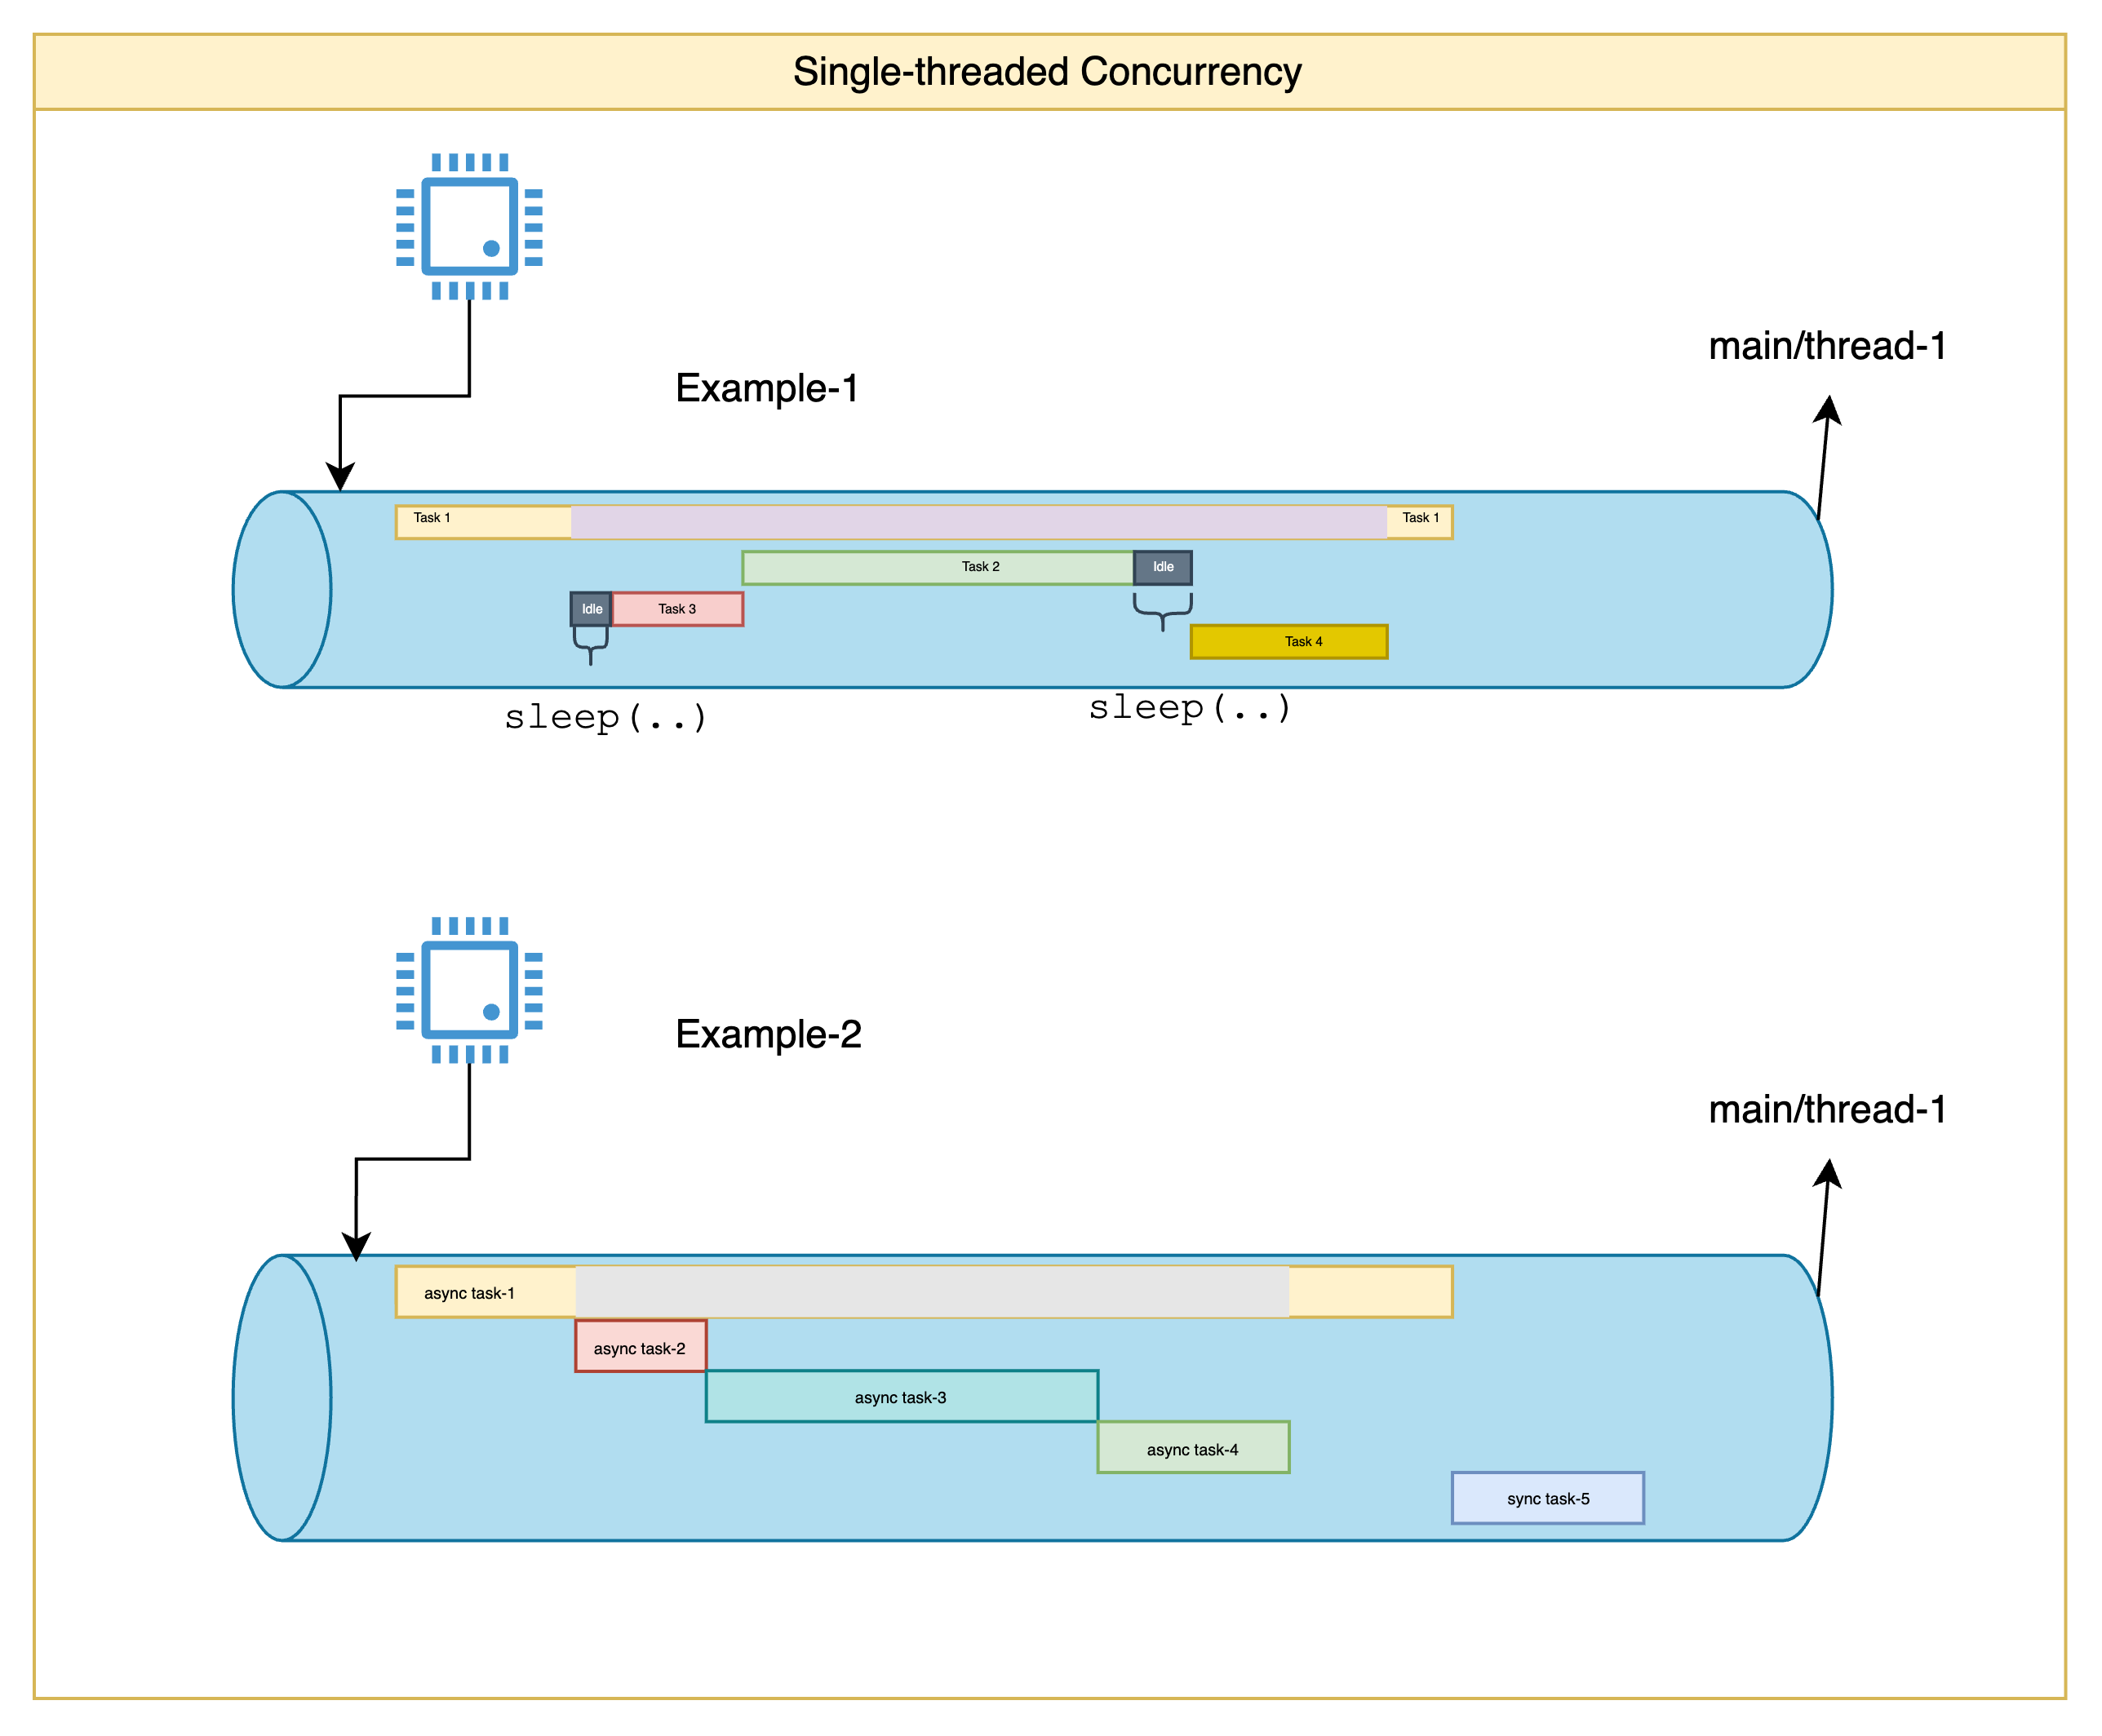 Single-threaded Concurrency
main/thread-1
Example-1
Task 1
Task 1
Task 2
Idle
Idle
Task 3
Task 4
sleep(..)
sleep(..)
Example-2
main/thread-1
async task-1
async task-2
async task-3
async task-4
sync task-5